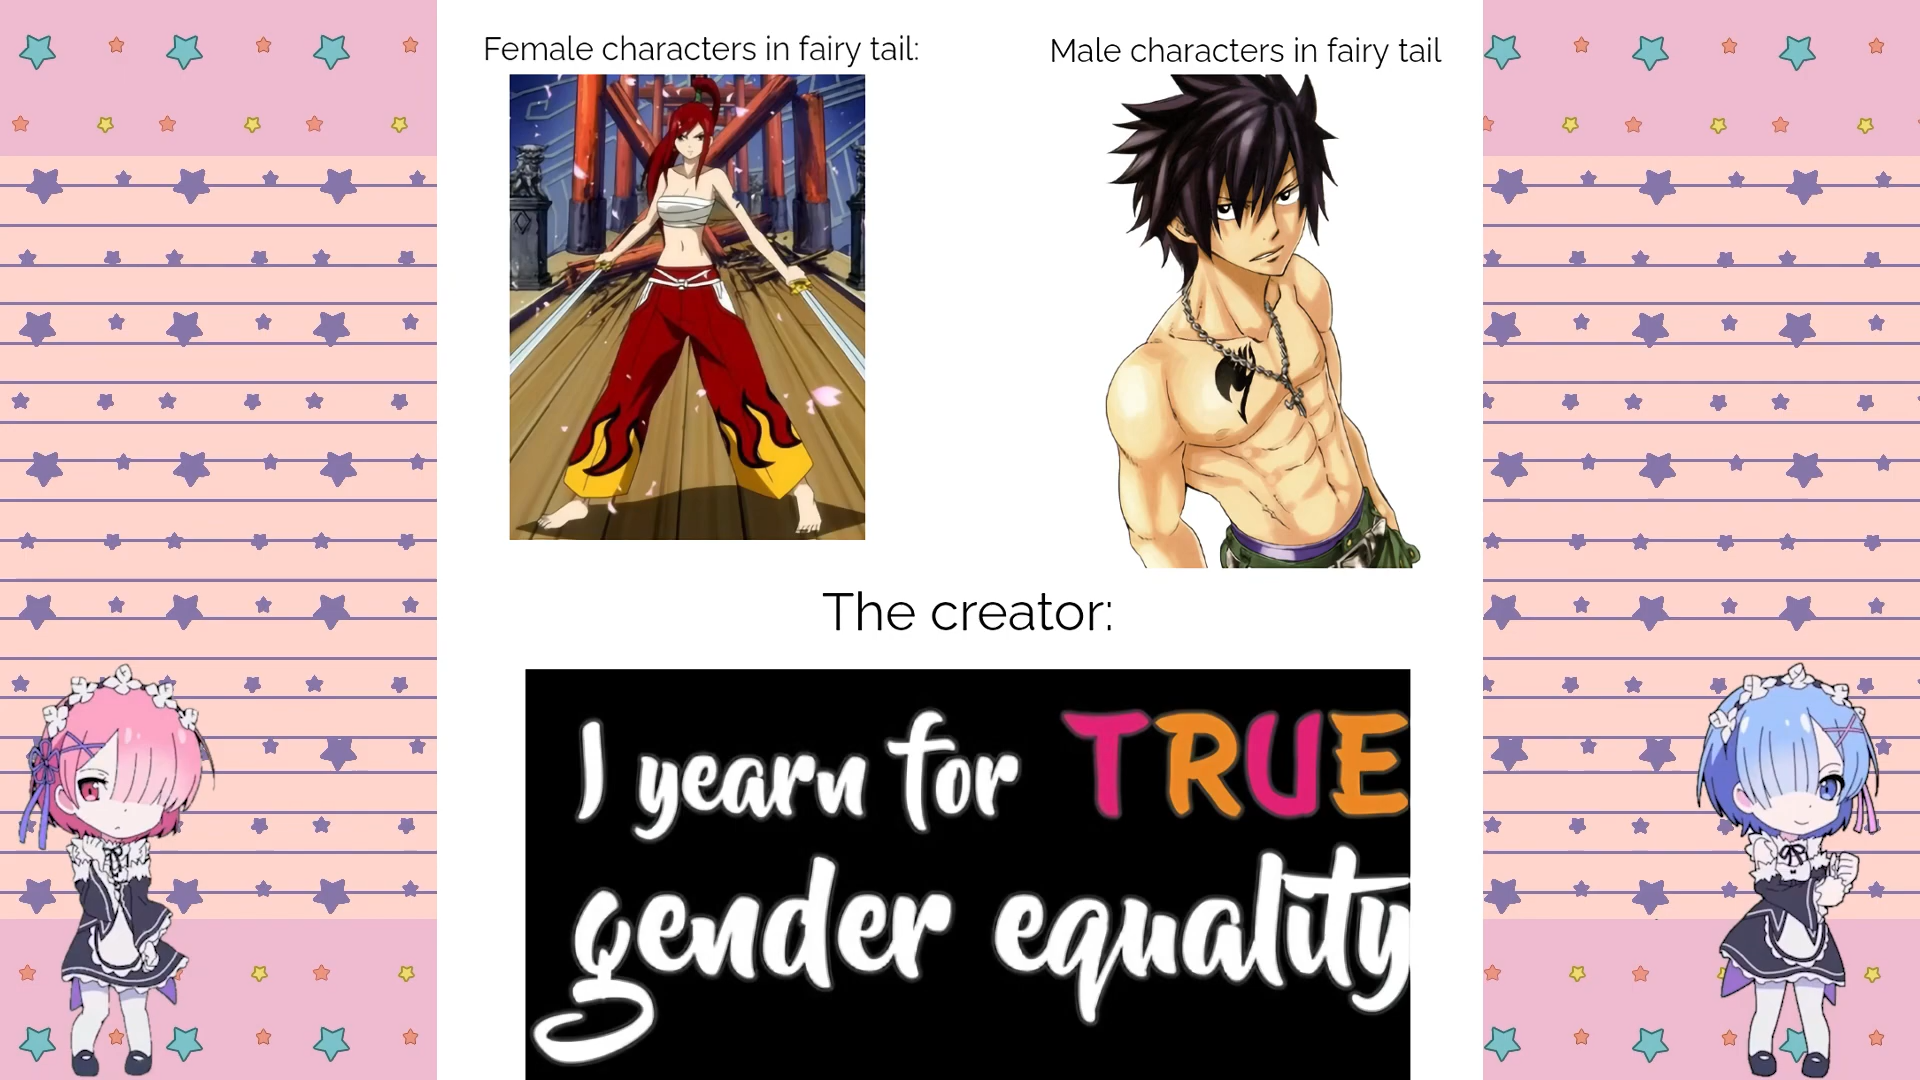 Female characters in fairy tail:
Male characters in fairy tail
The creator:
I yearn for TRUE
gender equality